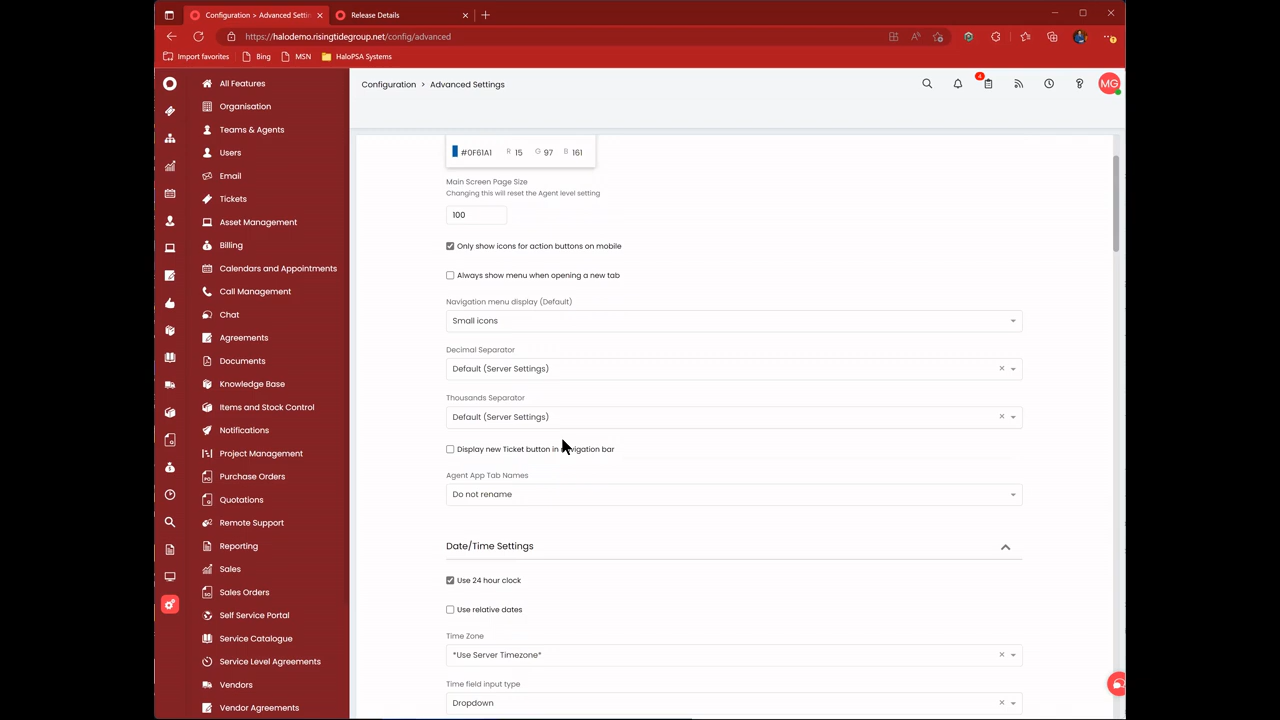 Configuration > Advanced Settin
Release Details
https://halodemo.risingtidegroup.net/config/advanced
Import favorites
Bing
MSN
HaloPSA Systems
All Features
Organisation
Teams & Agents
Users
Email
Tickets
Asset Management
Billing
Calendars and Appointments
Call Management
Chat
Agreements
Documents
Knowledge Base
Items and Stock Control
Notifications
Project Management
Purchase Orders
Quotations
Remote Support
Reporting
Sales
Sales Orders
Self Service Portal
Service Catalogue
Service Level Agreements
Vendors
Vendor Agreements
Configuration > Advanced Settings
4
MG
#0F61A1 R 15 G 97 B 161
Main Screen Page Size
Changing this will reset the Agent level setting
100
Only show icons for action buttons on mobile
Always show menu when opening a new tab
Navigation menu display (Default)
Small icons
Decimal Separator
Default (Server Settings)
Thousands Separator
Default (Server Settings)
Display new Ticket button in vigation bar
Agent App Tab Names
Do not rename
Date/Time Settings
Use 24 hour clock
Use relative dates
Time Zone
*Use Server Timezone*
Time field input type
Dropdown